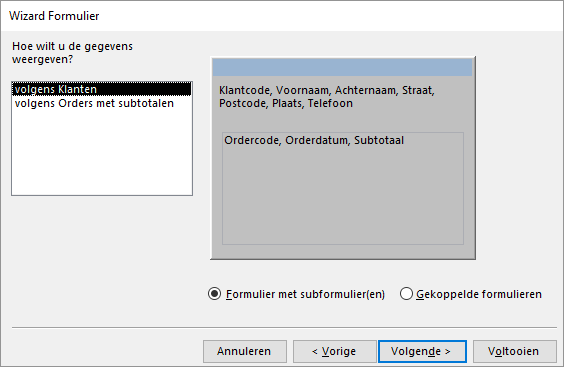 Wizard Formulier
Hoe wilt u de gegevens
weergeven?
volgens Klanten
volgens Orders met subtotalen
Klantcode, Voornaam, Achternaam, Straat,
Postcode, Plaats, Telefoon
Ordercode, Orderdatum, Subtotaal
Formulier met subformulier(en)
Gekoppelde formulieren
Annuleren
< Vorige
Volgende >
Voltooien